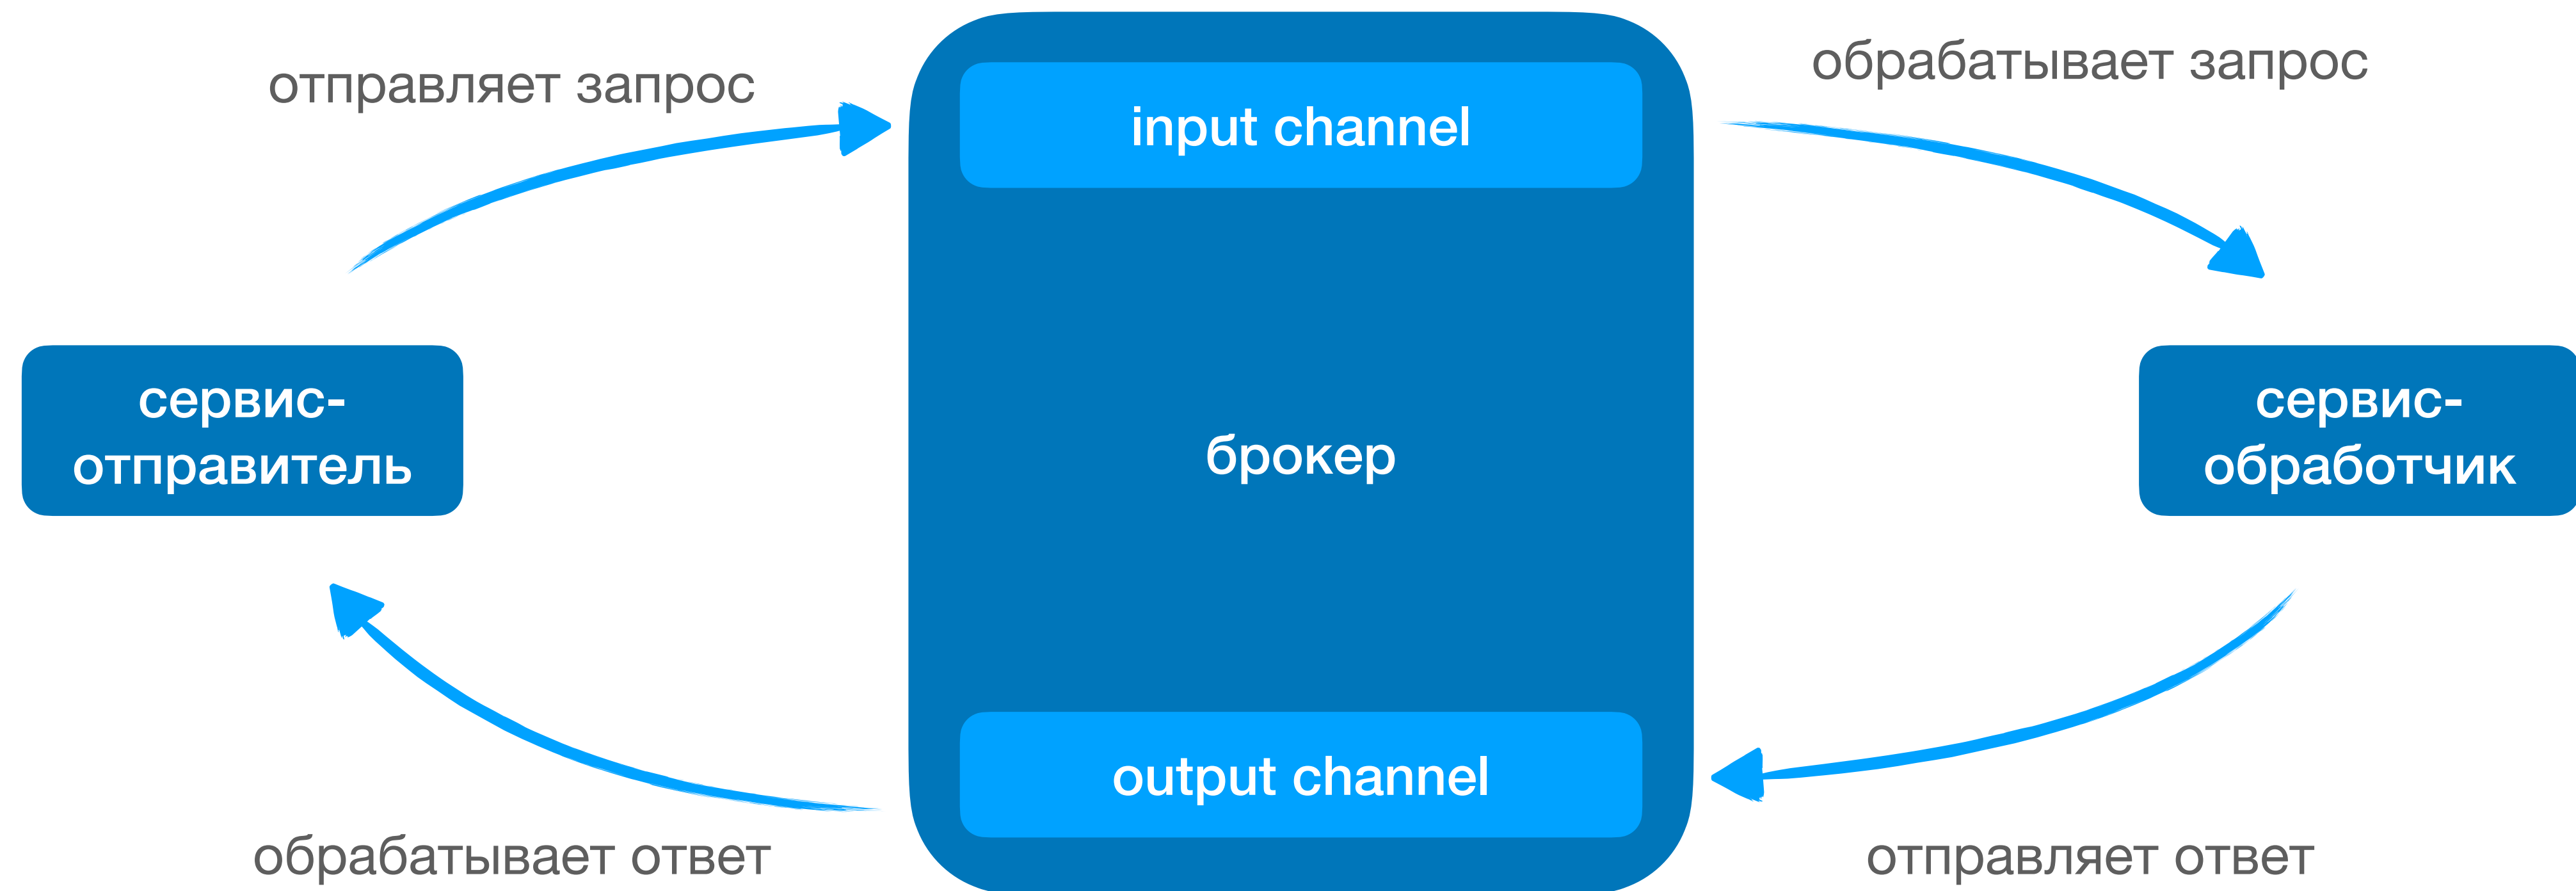 отправляет запрос
input channel
обрабатывает запрос
сервис-
отправитель
брокер
сервис-
обработчик
output channel
обрабатывает ответ
отправляет ответ